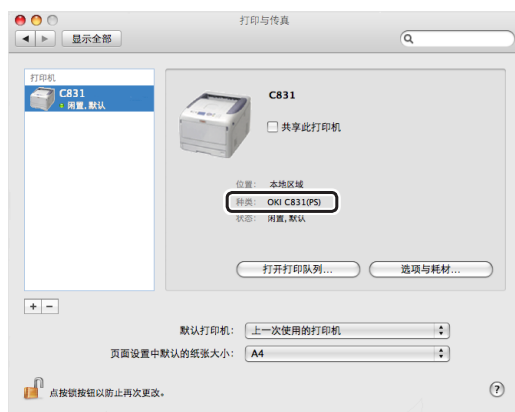 打印与传真
显示全部
打印机
C831
闲置, 默认
C831
共享此打印机
位置: 本地区域
种类: OKI C831(PS)
状态: 闲置, 默认
打开打印队列... 选项与耗材...
+ −
默认打印机: 上一次使用的打印机
页面设置中默认的纸张大小: A4
点按锁按钮以防止再次更改。 ?